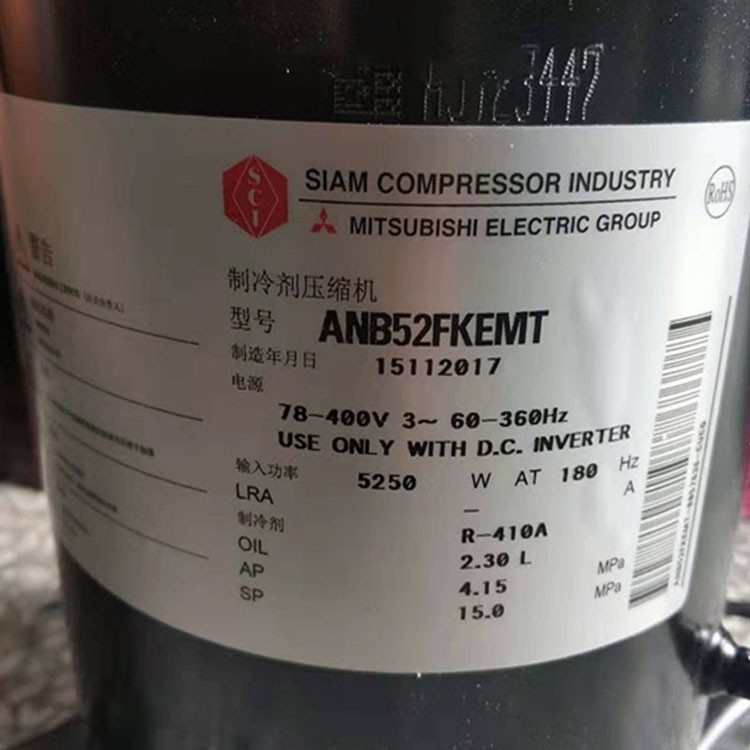 3447
SCI
SIAM COMPRESSOR INDUSTRY
MITSUBISHI ELECTRIC GROUP
RoHS
警告
制冷剂压缩机
型号 ANB52FKEMT
制造年月日 15112017
电源
78-400V 3~ 60-360Hz
USE ONLY WITH D.C. INVERTER
输入功率 5250 W AT 180 Hz
LRA - A
制冷剂 R-410A
OIL 2.30 L
AP 4.15 MPa
SP 15.0 MPa